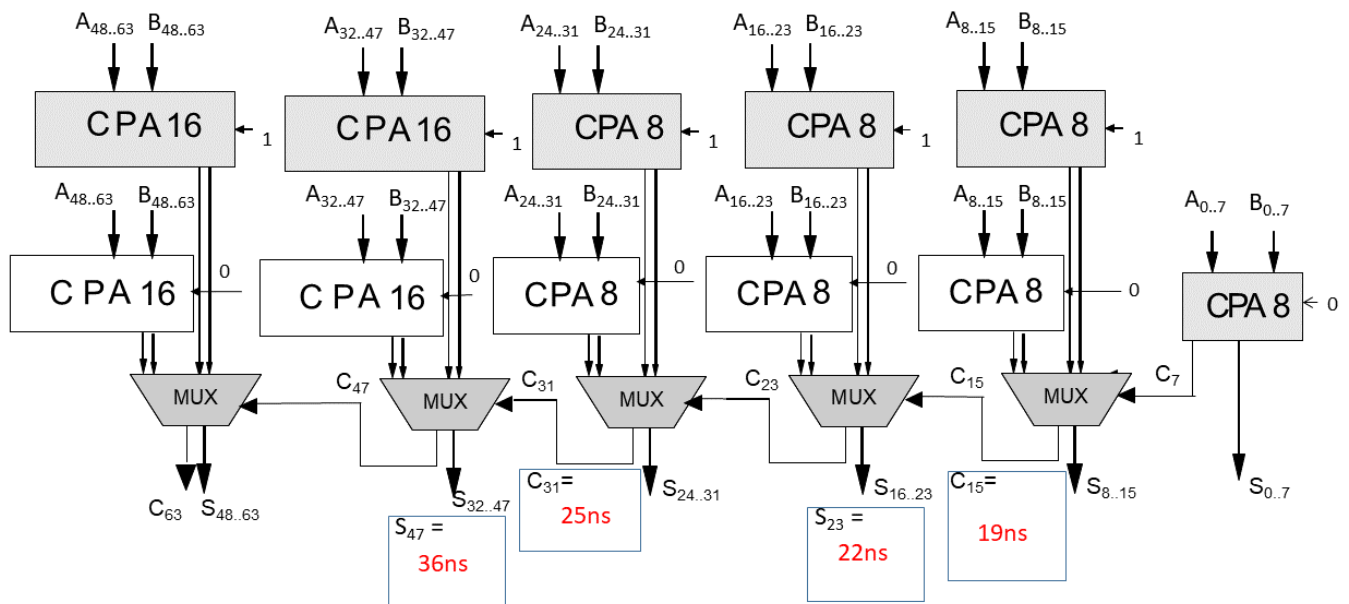 A48..63 B48..63 A32..47 B32..47 A24..31 B24..31 A16..23 B16..23 A8..15 B8..15
CPA 16 1 CPA 16 1 CPA 8 1 CPA 8 1 CPA 8 1
A48..63 B48..63 A32..47 B32..47 A24..31 B24..31 A16..23 B16..23 A8..15 B8..15 A0..7 B0..7
CPA 16 0 CPA 16 0 CPA 8 0 CPA 8 0 CPA 8 0 CPA 8 0
MUX C47 MUX C31 MUX C23 MUX C15 MUX C7
C63 S48..63 S32..47 S24..31 S16..23 S8..15 S0..7
S47 =
36ns
C31=
25ns
S23 =
22ns
C15=
19ns